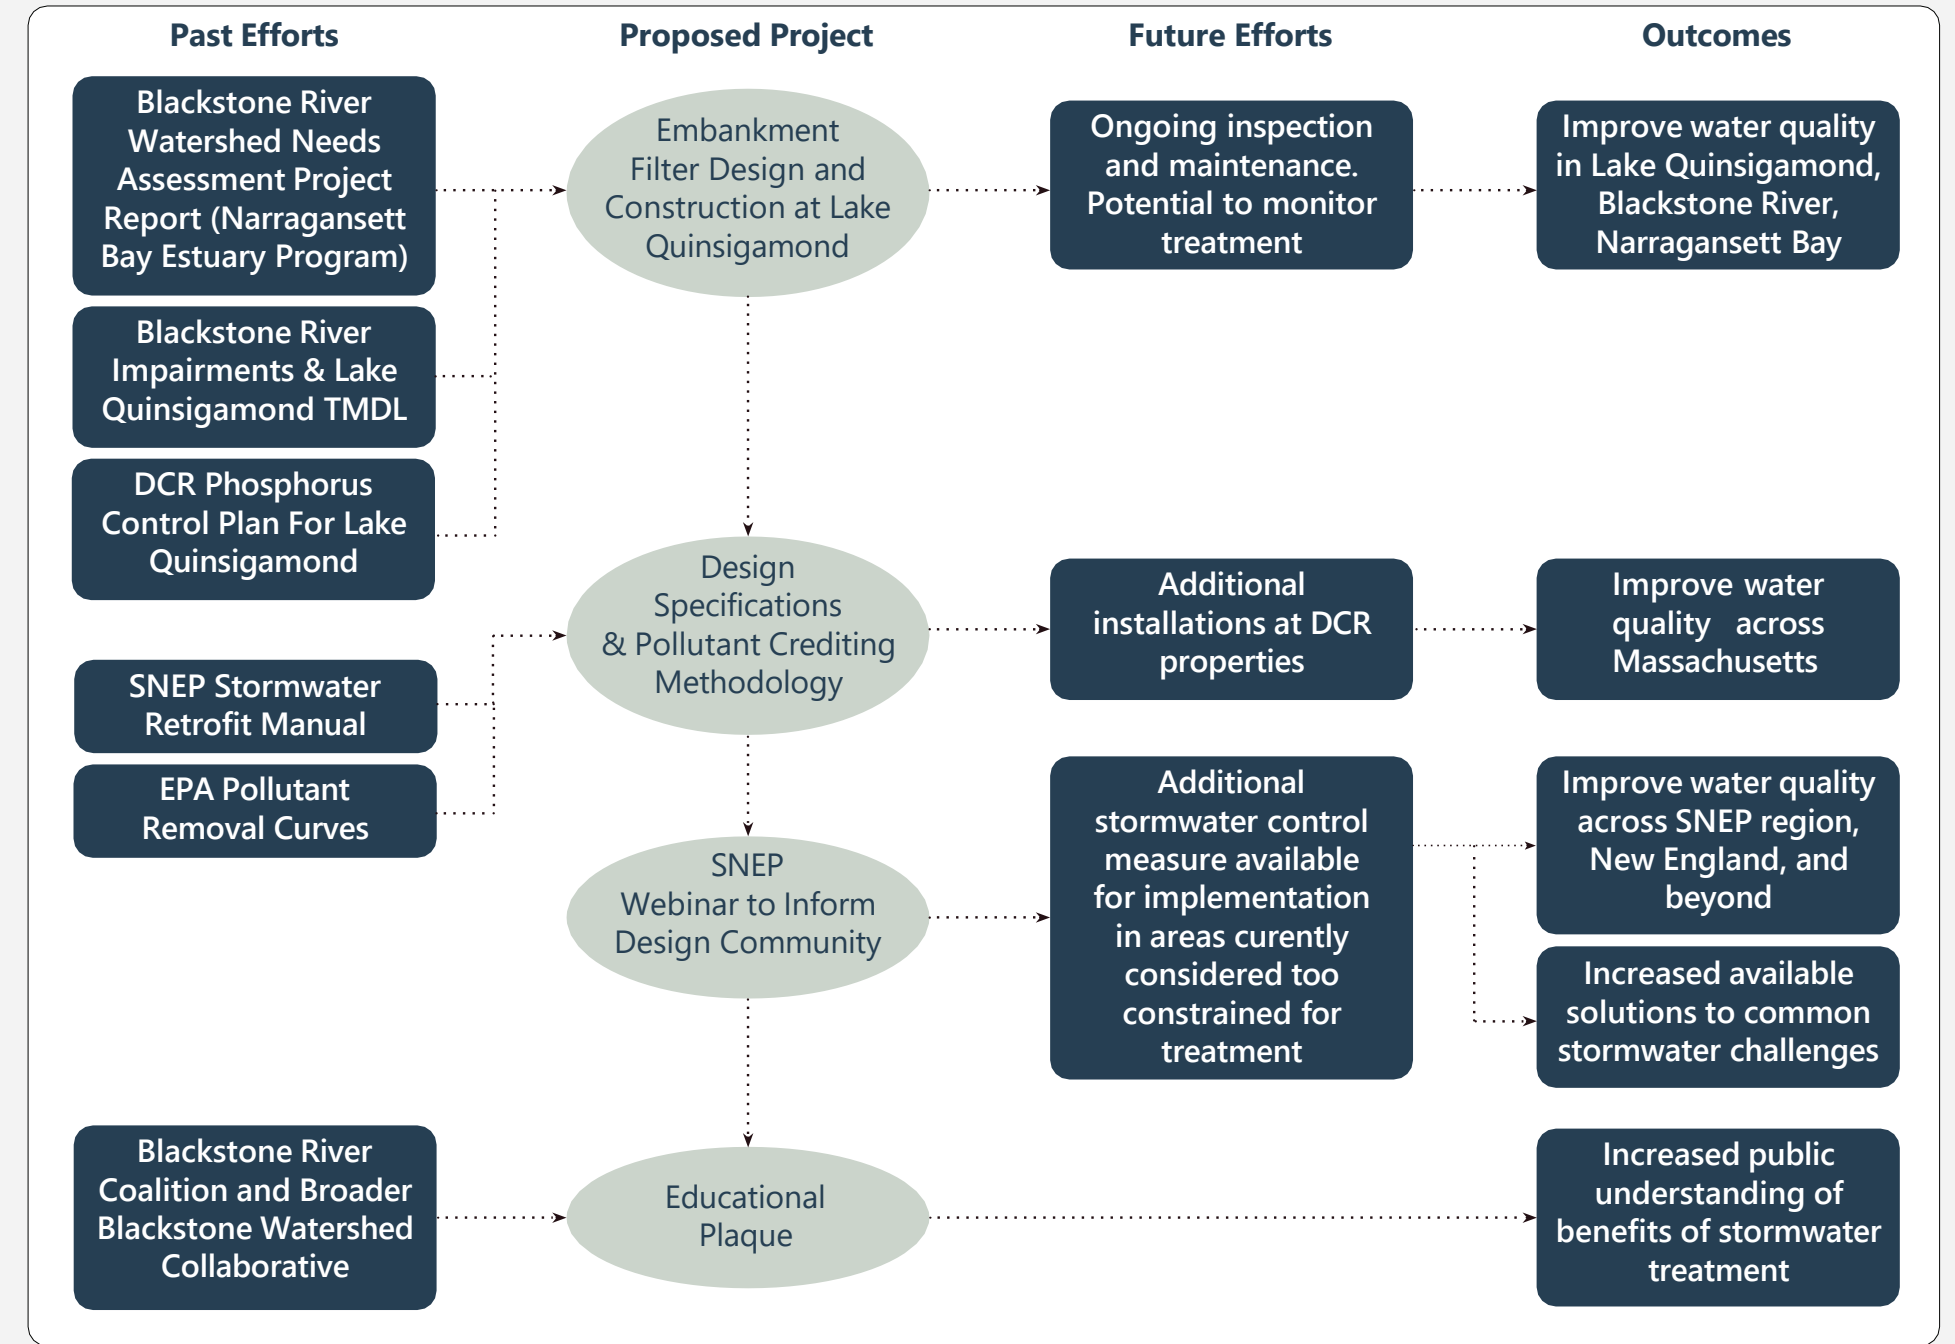 Past Efforts
Proposed Project
Future Efforts
Outcomes
Blackstone River
Watershed Needs
Assessment Project
Report (Narragansett
Bay Estuary Program)
Blackstone River
Impairments & Lake
Quinsigamond TMDL
DCR Phosphorus
Control Plan For Lake
Quinsigamond
SNEP Stormwater
Retrofit Manual
EPA Pollutant
Removal Curves
Blackstone River
Coalition and Broader
Blackstone Watershed
Collaborative
Embankment
Filter Design and
Construction at Lake
Quinsigamond
Design
Specifications
& Pollutant Crediting
Methodology
SNEP
Webinar to Inform
Design Community
Educational
Plaque
Ongoing inspection
and maintenance.
Potential to monitor
treatment
Additional
installations at DCR
properties
Additional
stormwater control
measure available
for implementation
in areas curently
considered too
constrained for
treatment
Improve water quality
in Lake Quinsigamond,
Blackstone River,
Narragansett Bay
Improve water
quality across
Massachusetts
Improve water quality
across SNEP region,
New England, and
beyond
Increased available
solutions to common
stormwater challenges
Increased public
understanding of
benefits of stormwater
treatment